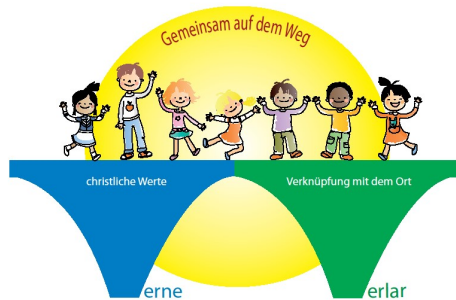 Gemeinsam auf dem Weg
christliche Werte
Verknüpfung mit dem Ort
erne
erlar